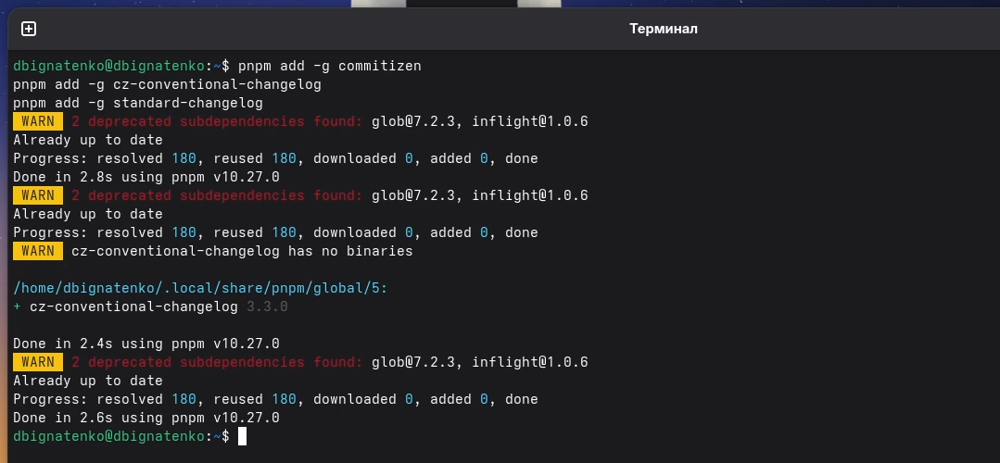 Терминал
dbignatenko@dbignatenko:~$ pnpm add -g commitizen
pnpm add -g cz-conventional-changelog
pnpm add -g standard-changelog
WARN 2 deprecated subdependencies found: glob@7.2.3, inflight@1.0.6
Already up to date
Progress: resolved 180, reused 180, downloaded 0, added 0, done
Done in 2.8s using pnpm v10.27.0
WARN 2 deprecated subdependencies found: glob@7.2.3, inflight@1.0.6
Already up to date
Progress: resolved 180, reused 180, downloaded 0, added 0, done
WARN cz-conventional-changelog has no binaries
/home/dbignatenko/.local/share/pnpm/global/5:
+ cz-conventional-changelog 3.3.0
Done in 2.4s using pnpm v10.27.0
WARN 2 deprecated subdependencies found: glob@7.2.3, inflight@1.0.6
Already up to date
Progress: resolved 180, reused 180, downloaded 0, added 0, done
Done in 2.6s using pnpm v10.27.0
dbignatenko@dbignatenko:~$